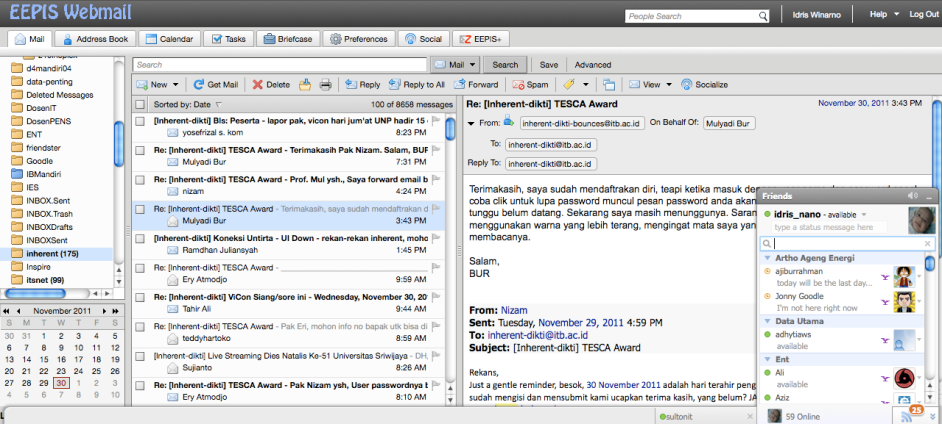 EEPIS Webmail
People Search
Idris Winarno
Help
Log Out
Mail
Address Book
Calendar
Tasks
Briefcase
Preferences
Social
EEPIS+
d4mandiri04
data-penting
Deleted Messages
DosenIT
DosenPENS
ENT
friendster
Goodle
IBMandiri
IES
INBOX.Sent
INBOX.Trash
INBOXDrafts
INBOXSent
inherent (175)
Inspire
itsnet (99)
November 2011
S M T W T F S
30 31 1 2 3 4 5
6 7 8 9 10 11 12
13 14 15 16 17 18 19
20 21 22 23 24 25 26
27 28 29 30 1 2 3
4 5 6 7 8 9 10
Search
Mail
Search
Save
Advanced
New
Get Mail
Delete
Reply
Reply to All
Forward
Spam
View
Socialize
Sorted by: Date
100 of 8658 messages
[Inherent-dikti] Bls: Peserta - lapor pak, vicon hari jum'at UNP hadir 15
yosefrizal s. kom
8:23 PM
Re: [Inherent-dikti] TESCA Award - Terimakasih Pak Nizam. Salam, BUR
Mulyadi Bur
7:31 PM
Re: [Inherent-dikti] TESCA Award - Prof. Mul ysh., Saya forward email b
nizam
4:24 PM
Re: [Inherent-dikti] TESCA Award - Terimakasih, saya sudah mendaftarkan d
Mulyadi Bur
3:43 PM
[Inherent-dikti] Koneksi Untirta - UI Down - rekan-rekan inherent, moho
Ramdhan Juliansyah
1:45 PM
Re: [Inherent-dikti] TESCA Award -
Ery Atmodjo
9:59 AM
Re: [Inherent-dikti] ViCon Siang/sore ini - Wednesday, November 30, 20
Tahir Ali
9:44 AM
Re: [Inherent-dikti] TESCA Award - Pak Eri, mohon info no bapak utk bisa di
teddyhartoko
8:50 AM
[Inherent-dikti] Live Streaming Dies Natalis Ke-51 Universitas Sriwijaya - DH,
Sujianto
8:26 AM
Re: [Inherent-dikti] TESCA Award - Pak Nizam ysh, User passwordnya b
Ery Atmodjo
8:10 AM
Re: [Inherent-dikti] TESCA Award
November 30, 2011 3:43 PM
From: inherent-dikti-bounces@itb.ac.id On Behalf Of: Mulyadi Bur
To: inherent-dikti@itb.ac.id
Reply To: inherent-dikti@itb.ac.id
Terimakasih, saya sudah mendaftarkan diri, teapi ketika masuk de
coba clik untuk lupa password muncul pesan password anda akan
tunggu belum datang. Sekarang saya masih menunggunya. Saran
menggunakan warna yang lebih terang, mengingat mata saya yan
membacanya.
Salam,
BUR
From: Nizam
Sent: Tuesday, November 29, 2011 4:59 PM
To: inherent-dikti@itb.ac.id
Subject: [Inherent-dikti] TESCA Award
Rekans,
Just a gentle reminder, besok, 30 November 2011 adalah hari terahir peng
sudah mengisi dan mensubmit kami ucapkan terima kasih, yang belum? JA
Friends
idris_nano - available
type a status message here
Artho Ageng Energi
ajiburrahman
today will be the last day...
Jonny Goodle
I'm not here right now
Data Utama
adhytiaws
available
Ent
Ali
available
Aziz
sultonit
59 Online
25